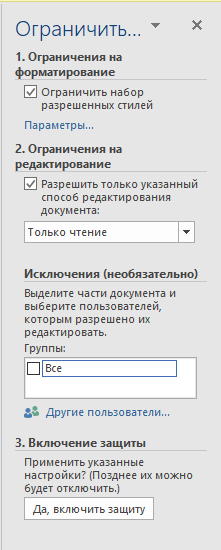 Ограничить...
1. Ограничения на
форматирование
Ограничить набор
разрешенных стилей
Параметры...
2. Ограничения на
редактирование
Разрешить только указанный
способ редактирования
документа:
Только чтение
Исключения (необязательно)
Выделите части документа и
выберите пользователей,
которым разрешено их
редактировать.
Группы:
Все
Другие пользователи...
3. Включение защиты
Применить указанные
настройки? (Позднее их можно
будет отключить.)
Да, включить защиту